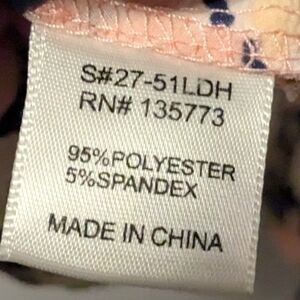 S#27-51LDH
RN# 135773
95%POLYESTER
5%SPANDEX
MADE IN CHINA